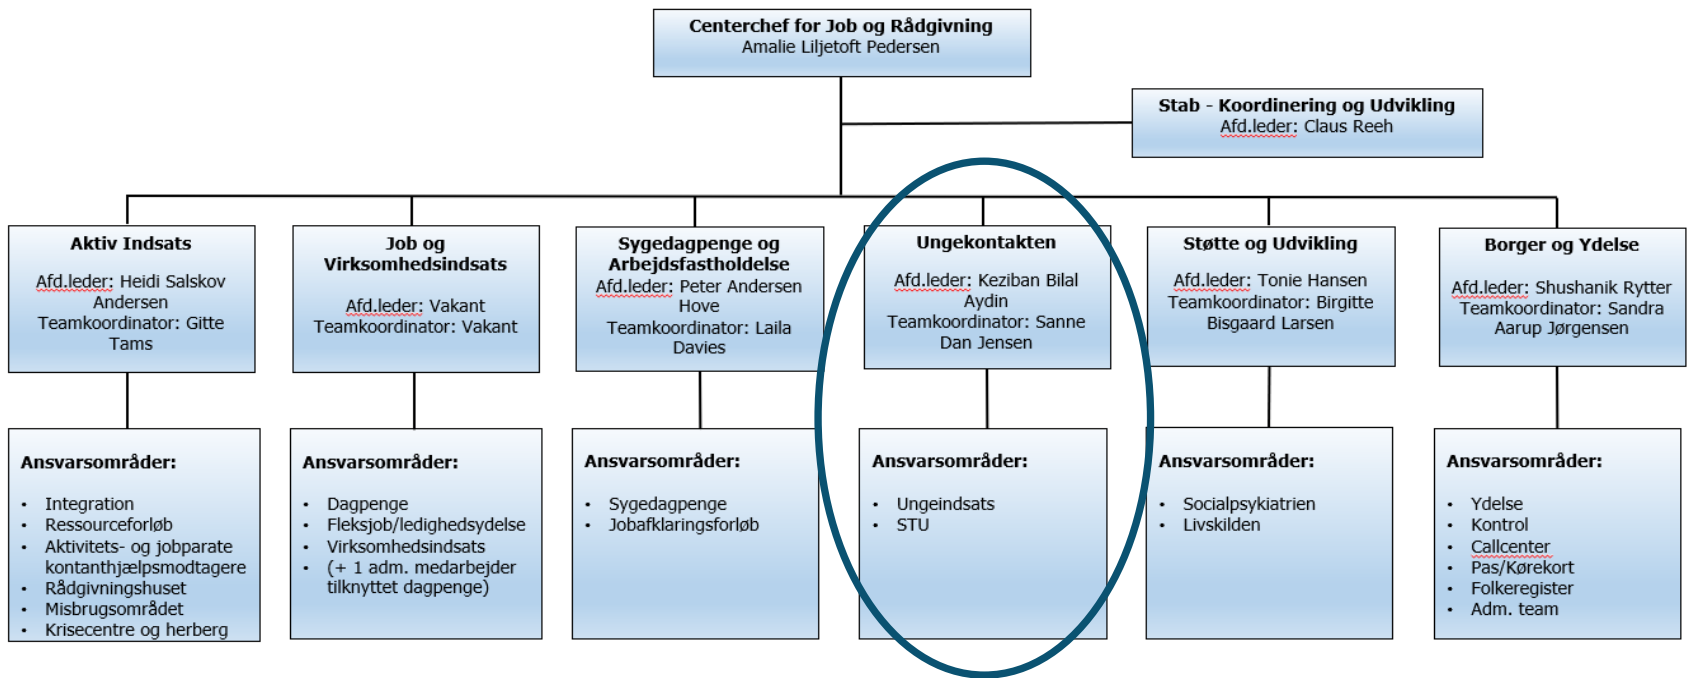 Centerchef for Job og Rådgivning
Amalie Liljetoft Pedersen
Stab - Koordinering og Udvikling
Afd.leder: Claus Reeh
Aktiv Indsats
Afd.leder: Heidi Salskov
Andersen
Teamkoordinator: Gitte
Tams
Job og
Virksomhedsindsats
Afd.leder: Vakant
Teamkoordinator: Vakant
Sygedagpenge og
Arbejdsfastholdelse
Afd.leder: Peter Andersen
Hove
Teamkoordinator: Laila
Davies
Ungekontakten
Afd.leder: Keziban Bilal
Aydin
Teamkoordinator: Sanne
Dan Jensen
Støtte og Udvikling
Afd.leder: Tonie Hansen
Teamkoordinator: Birgitte
Bisgaard Larsen
Borger og Ydelse
Afd.leder: Shushanik Rytter
Teamkoordinator: Sandra
Aarup Jørgensen
Ansvarsområder:
• Integration
• Ressourceforløb
• Aktivitets- og jobparate
kontanthjælpsmodtagere
• Rådgivningshuset
• Misbrugsområdet
• Krisecentre og herberg
Ansvarsområder:
• Dagpenge
• Fleksjob/ledighedsydelse
• Virksomhedsindsats
• (+ 1 adm. medarbejder
tilknyttet dagpenge)
Ansvarsområder:
• Sygedagpenge
• Jobafklaringsforløb
Ansvarsområder:
• Ungeindsats
• STU
Ansvarsområder:
• Socialpsykiatrien
• Livskilden
Ansvarsområder:
• Ydelse
• Kontrol
• Callcenter
• Pas/Kørekort
• Folkeregister
• Adm. team